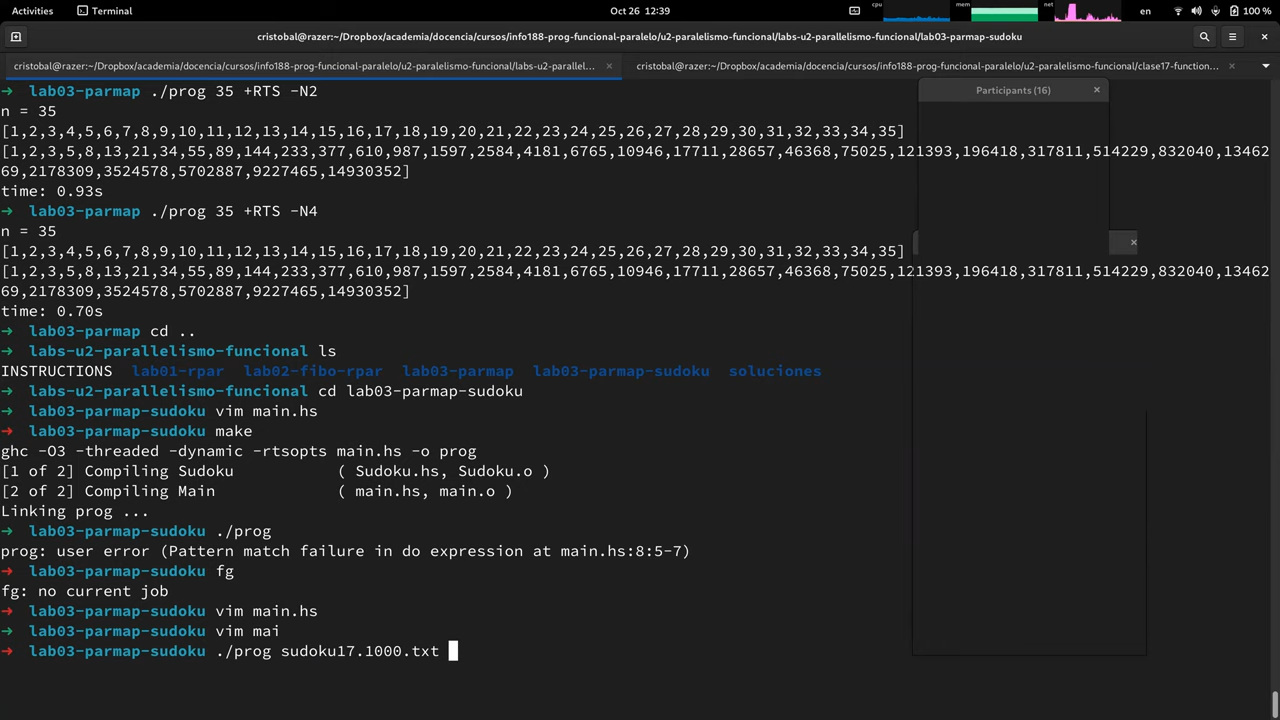 Activities Terminal Oct 26 12:39 cpu mem net en 100 %
cristobal@razer:~/Dropbox/academia/docencia/cursos/info188-prog-funcional-paralelo/u2-paralelismo-funcional/labs-u2-parallelismo-funcional/lab03-parmap-sudoku
cristobal@razer:~/Dropbox/academia/docencia/cursos/info188-prog-funcional-paralelo/u2-paralelismo-funcional/labs-u2-parallel... × cristobal@razer:~/Dropbox/academia/docencia/cursos/info188-prog-funcional-paralelo/u2-paralelismo-funcional/clase17-function... ×
Participants (16) ×
→ lab03-parmap ./prog 35 +RTS -N2
n = 35
[1,2,3,4,5,6,7,8,9,10,11,12,13,14,15,16,17,18,19,20,21,22,23,24,25,26,27,28,29,30,31,32,33,34,35]
[1,2,3,5,8,13,21,34,55,89,144,233,377,610,987,1597,2584,4181,6765,10946,17711,28657,46368,75025,121393,196418,317811,514229,832040,13462
69,2178309,3524578,5702887,9227465,14930352]
time: 0.93s
→ lab03-parmap ./prog 35 +RTS -N4
n = 35
[1,2,3,4,5,6,7,8,9,10,11,12,13,14,15,16,17,18,19,20,21,22,23,24,25,26,27,28,29,30,31,32,33,34,35]
[1,2,3,5,8,13,21,34,55,89,144,233,377,610,987,1597,2584,4181,6765,10946,17711,28657,46368,75025,121393,196418,317811,514229,832040,13462
69,2178309,3524578,5702887,9227465,14930352]
time: 0.70s
→ lab03-parmap cd ..
→ labs-u2-parallelismo-funcional ls
INSTRUCTIONS lab01-rpar lab02-fibo-rpar lab03-parmap lab03-parmap-sudoku soluciones
→ labs-u2-parallelismo-funcional cd lab03-parmap-sudoku
→ lab03-parmap-sudoku vim main.hs
→ lab03-parmap-sudoku make
ghc -O3 -threaded -dynamic -rtsopts main.hs -o prog
[1 of 2] Compiling Sudoku ( Sudoku.hs, Sudoku.o )
[2 of 2] Compiling Main ( main.hs, main.o )
Linking prog ...
→ lab03-parmap-sudoku ./prog
prog: user error (Pattern match failure in do expression at main.hs:8:5-7)
→ lab03-parmap-sudoku fg
fg: no current job
→ lab03-parmap-sudoku vim main.hs
→ lab03-parmap-sudoku vim mai
→ lab03-parmap-sudoku ./prog sudoku17.1000.txt